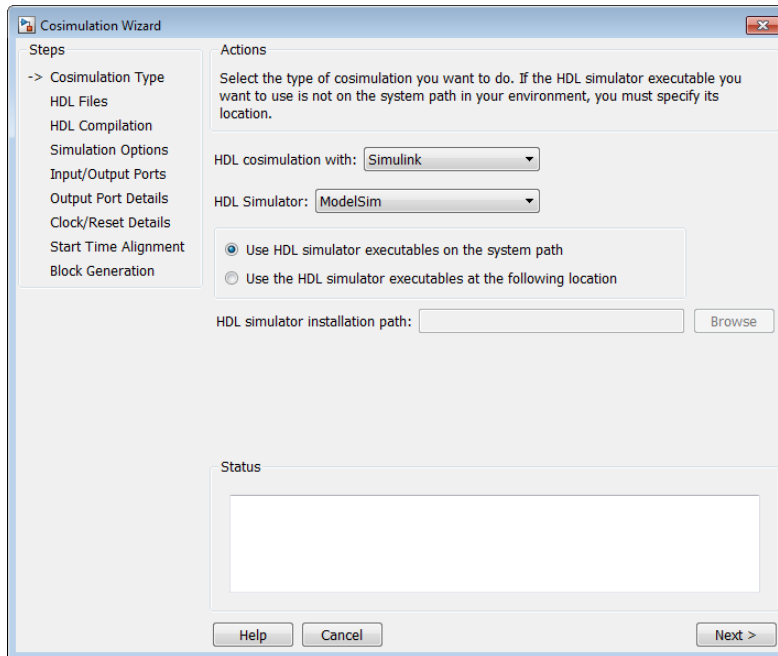 Cosimulation Wizard
Steps
-> Cosimulation Type
HDL Files
HDL Compilation
Simulation Options
Input/Output Ports
Output Port Details
Clock/Reset Details
Start Time Alignment
Block Generation
Actions
Select the type of cosimulation you want to do. If the HDL simulator executable you
want to use is not on the system path in your environment, you must specify its
location.
HDL cosimulation with: Simulink
HDL Simulator: ModelSim
Use HDL simulator executables on the system path
Use the HDL simulator executables at the following location
HDL simulator installation path: Browse
Status
Help Cancel Next >